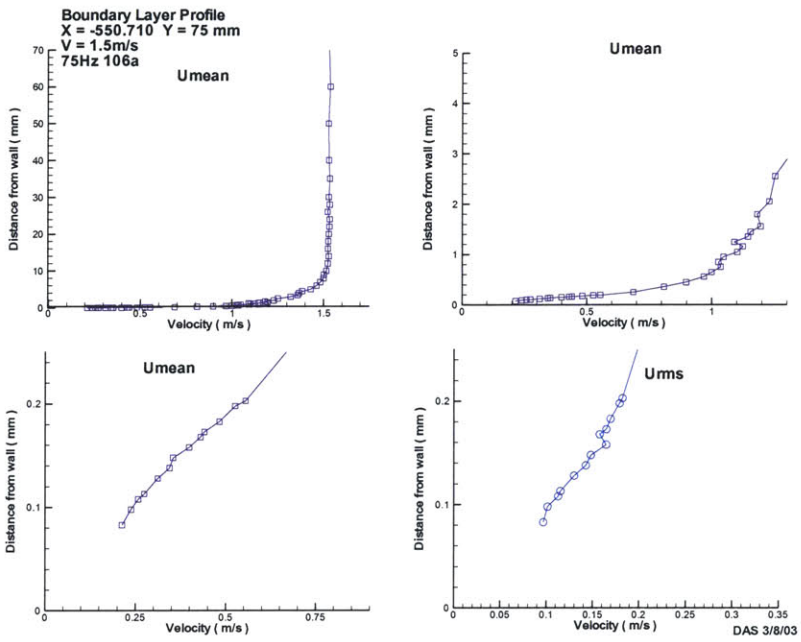 Boundary Layer Profile
X = -550.710 Y = 75 mm
V = 1.5m/s
75Hz 106a
Umean
Distance from wall ( mm )
70
60
50
40
30
20
10
0
0
0.5
1
1.5
Velocity ( m/s )
Umean
Distance from wall ( mm )
5
4
3
2
1
0
0
0.5
1
Velocity ( m/s )
Umean
Distance from wall ( mm )
0.2
0.1
0
0
0.25
0.5
0.75
Velocity ( m/s )
Urms
Distance from wall ( mm )
0.2
0.1
0
0
0.05
0.1
0.15
0.2
0.25
0.3
0.35
Velocity ( m/s )
DAS 3/8/03